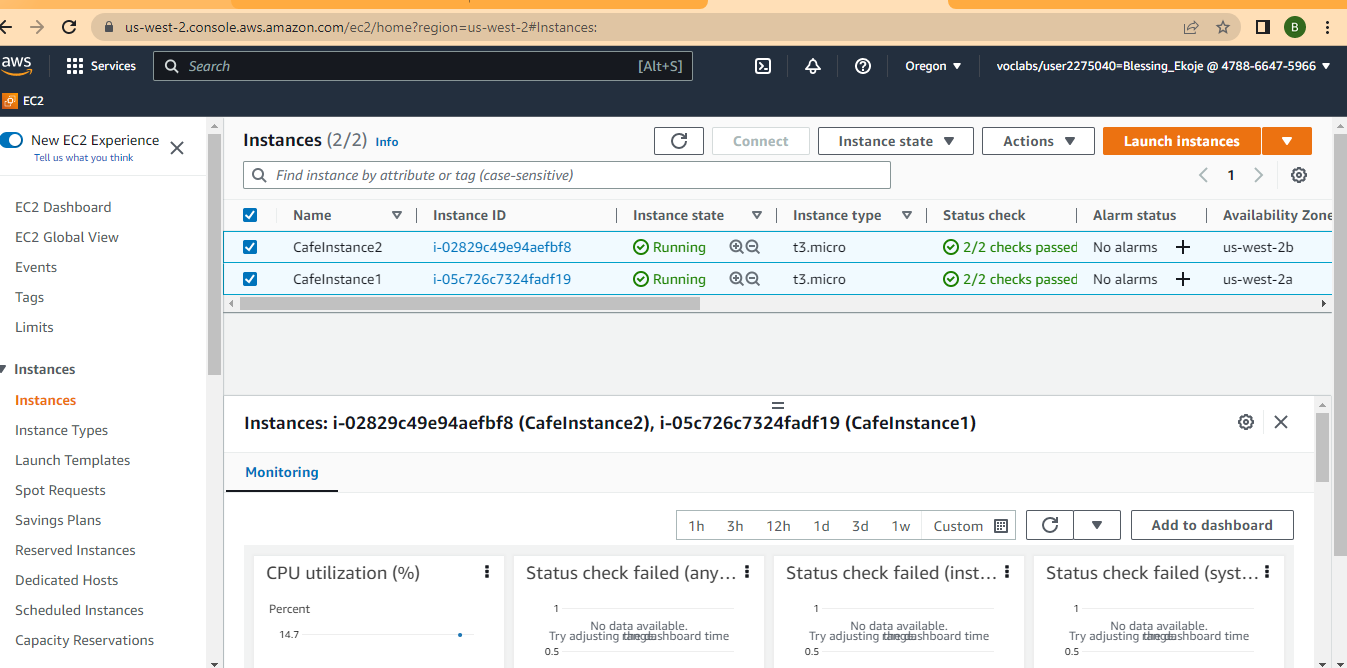 us-west-2.console.aws.amazon.com/ec2/home?region=us-west-2#Instances:
B
aws
Services
Search
[Alt+S]
Oregon
voclabs/user2275040=Blessing_Ekoje @ 4788-6647-5966
EC2
New EC2 Experience
Tell us what you think
EC2 Dashboard
EC2 Global View
Events
Tags
Limits
Instances
Instances
Instance Types
Launch Templates
Spot Requests
Savings Plans
Reserved Instances
Dedicated Hosts
Scheduled Instances
Capacity Reservations
Instances (2/2) Info
Connect
Instance state
Actions
Launch instances
Find instance by attribute or tag (case-sensitive)
1
Name Instance ID Instance state Instance type Status check Alarm status Availability Zone
CafeInstance2 i-02829c49e94aefbf8 Running t3.micro 2/2 checks passed No alarms us-west-2b
CafeInstance1 i-05c726c7324fadf19 Running t3.micro 2/2 checks passed No alarms us-west-2a
Instances: i-02829c49e94aefbf8 (CafeInstance2), i-05c726c7324fadf19 (CafeInstance1)
Monitoring
1h 3h 12h 1d 3d 1w Custom
Add to dashboard
CPU utilization (%)
Percent
14.7
Status check failed (any...
1
No data available.
Try adjusting the dashboard time
range.
0.5
Status check failed (inst...
1
No data available.
Try adjusting the dashboard time
range.
0.5
Status check failed (syst...
1
No data available.
Try adjusting the dashboard time
range.
0.5